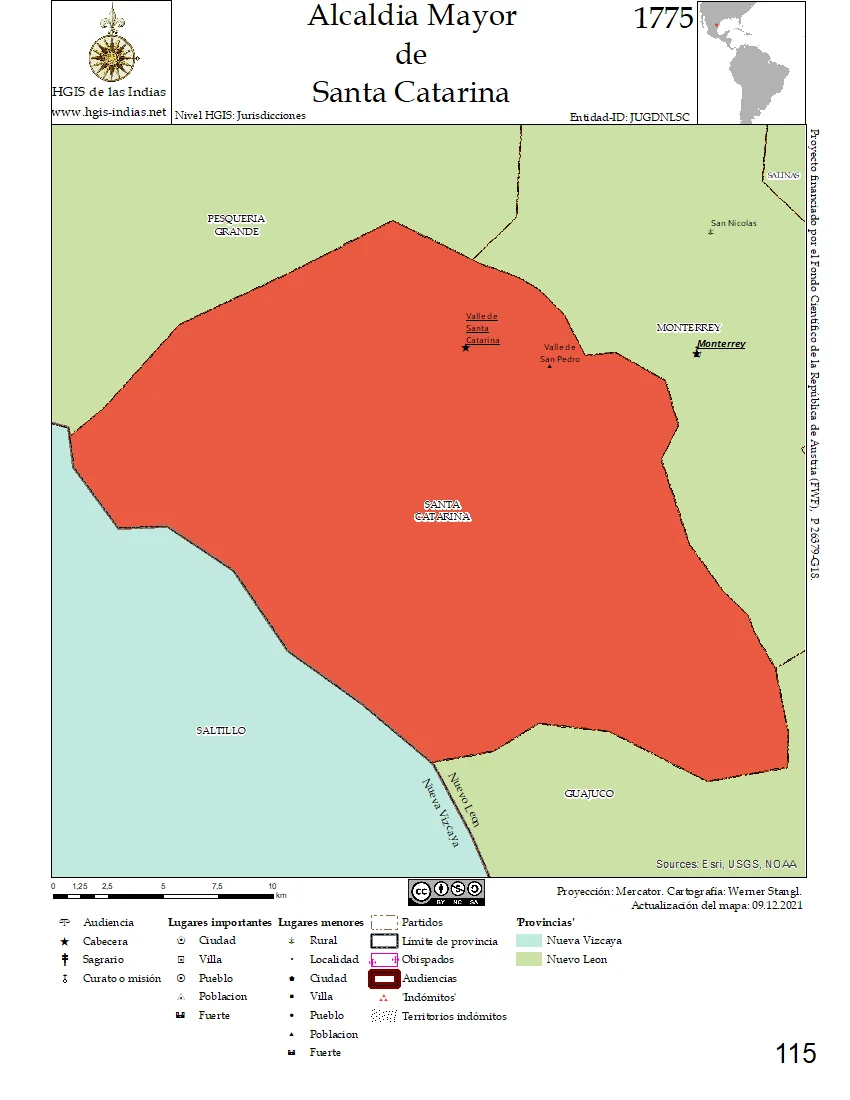 Alcaldia Mayor
de
Santa Catarina
1775
HGIS de las Indias
www.hgis-indias.net
Nivel HGIS: Jurisdicciones
Entidad-ID: JUGDNLSC
Proyecto financiado por el Fondo Científico de la República de Austria (FWF), P 26379-G18.
SALINAS
PESQUERIA
GRANDE
San Nicolas
Valle de
Santa
Catarina
MONTERREY
Monterrey
Valle de
San Pedro
SANTA
CATARINA
SALTILLO
GUAJUCO
Nuevo Leon
Nueva Vizcaya
Sources: Esri, USGS, NOAA
0 1,25 2,5 5 7,5 10
km
cc BY NC SA
Proyección: Mercator. Cartografía: Werner Stangl.
Actualización del mapa: 09.12.2021
Audiencia
Cabecera
Sagrario
Curato o misión
Lugares importantes
Ciudad
Villa
Pueblo
Poblacion
Fuerte
Lugares menores
Rural
Localidad
Ciudad
Villa
Pueblo
Poblacion
Fuerte
Partidos
Límite de provincia
Obispados
Audiencias
'Indómitos'
Territorios indómitos
'Provincias'
Nueva Vizcaya
Nuevo Leon
115